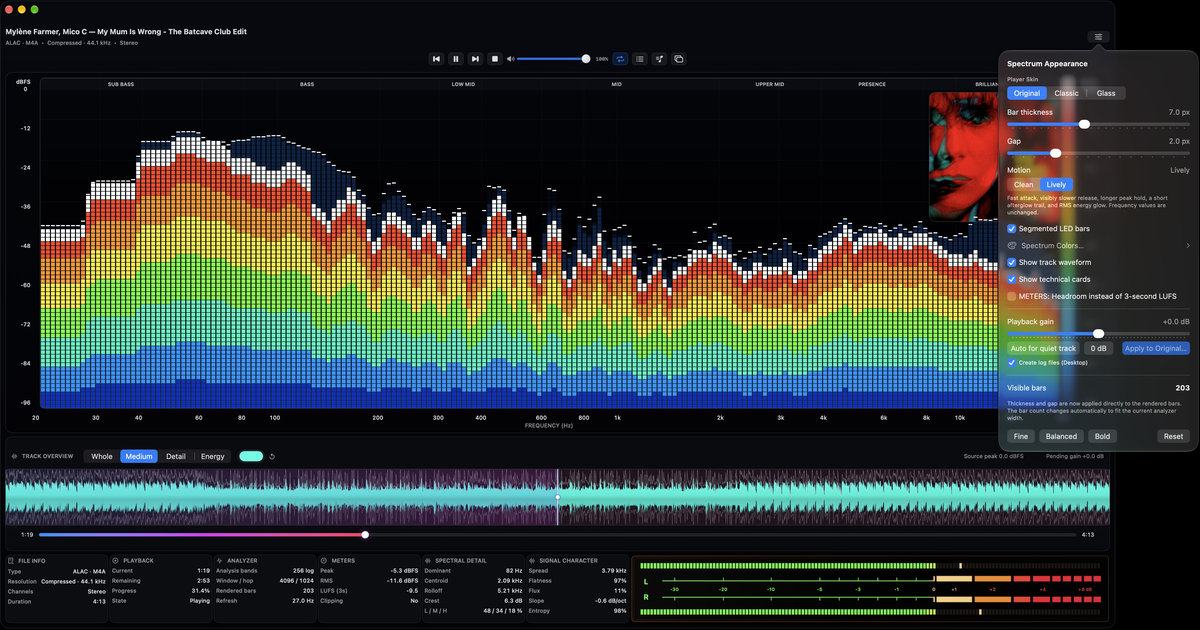 Mylène Farmer, Mico C — My Mum Is Wrong - The Batcave Club Edit
ALAC · M4A • Compressed · 44.1 kHz • Stereo
100%
dBFS
SUB BASS BASS LOW MID MID UPPER MID PRESENCE BRILLIAN
0
-12
-24
-36
-48
-60
-72
-84
-96
20 30 40 60 80 100 200 300 400 600 800 1k 2k 3k 4k 6k 8k 10k
FREQUENCY (Hz)
Spectrum Appearance
Player Skin
Original Classic Glass
Bar thickness 7.0 px
Gap 2.0 px
Motion Lively
Clean Lively
Fast attack, visibly slower release, longer peak hold, a short
afterglow trail, and RMS energy glow. Frequency values are
unchanged.
Segmented LED bars
Spectrum Colors...
Show track waveform
Show technical cards
METERS: Headroom instead of 3-second LUFS
Playback gain +0.0 dB
Auto for quiet track 0 dB Apply to Original...
Create log files (Desktop)
Visible bars 203
Thickness and gap are now applied directly to the rendered bars.
The bar count changes automatically to fit the current analyzer
width.
Fine Balanced Bold Reset
TRACK OVERVIEW Whole Medium Detail Energy
Source peak 0.0 dBFS Pending gain +0.0 dB
1:19 4:13
FILE INFO
Type ALAC · M4A
Resolution Compressed · 44.1 kHz
Channels Stereo
Duration 4:13
PLAYBACK
Current 1:19
Remaining 2:53
Progress 31.4%
State Playing
ANALYZER
Analysis bands 256 log
Window / hop 4096 / 1024
Rendered bars 203
Refresh 27.0 Hz
METERS
Peak -5.3 dBFS
RMS -11.6 dBFS
LUFS (3s) -9.5
Clipping No
SPECTRAL DETAIL
Dominant 82 Hz
Centroid 2.09 kHz
Rolloff 5.21 kHz
Crest 6.3 dB
L / M / H 48 / 34 / 18 %
SIGNAL CHARACTER
Spread 3.79 kHz
Flatness 97%
Flux 11%
Slope -0.6 dB/oct
Entropy 98%
L
-30 -20 -10 -5 -3 -1 0 +1 +2 +4 +8 dB
R